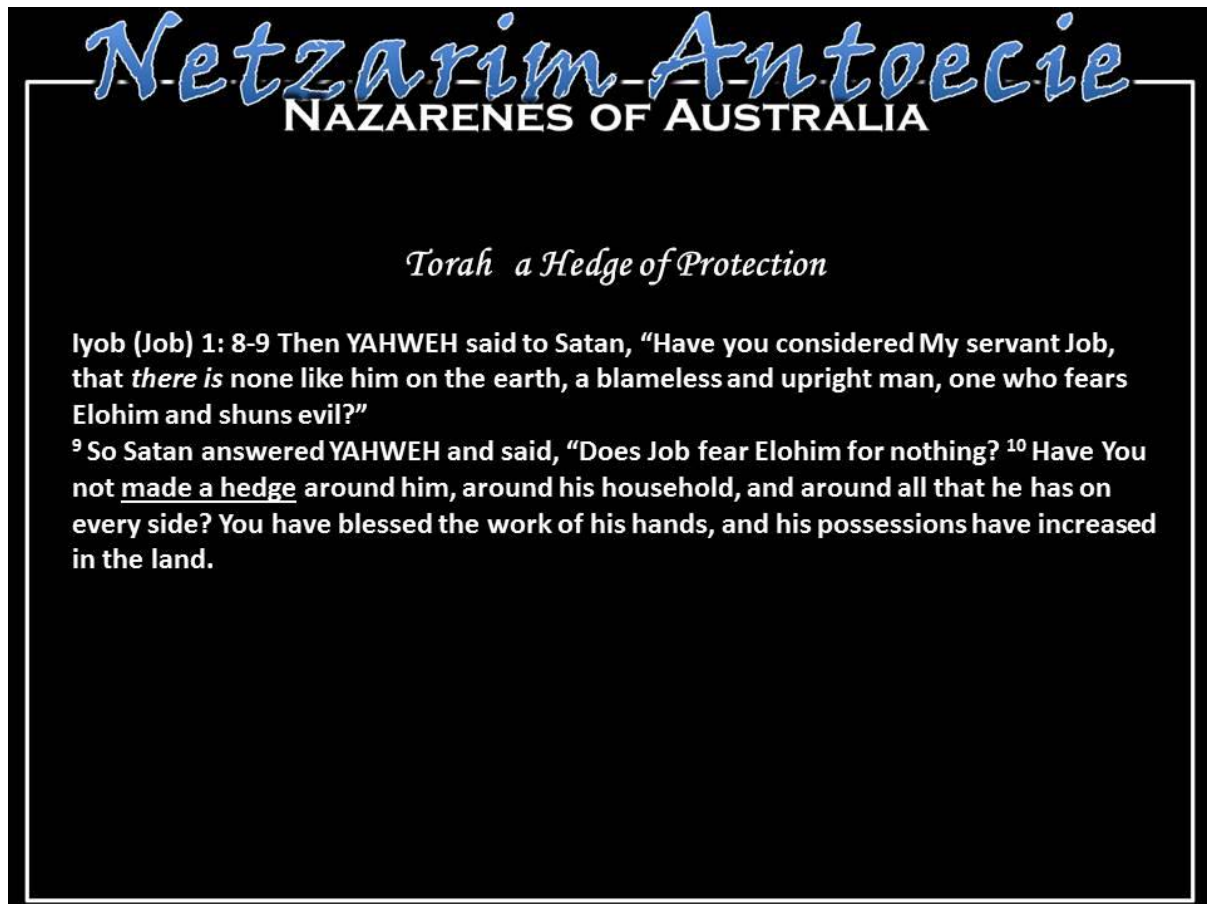 Netzarim Antoecie
NAZARENES OF AUSTRALIA
Torah a Hedge of Protection
Iyob (Job) 1: 8-9 Then YAHWEH said to Satan, “Have you considered My servant Job,
that there is none like him on the earth, a blameless and upright man, one who fears
Elohim and shuns evil?”
⁹ So Satan answered YAHWEH and said, “Does Job fear Elohim for nothing? ¹⁰ Have You
not made a hedge around him, around his household, and around all that he has on
every side? You have blessed the work of his hands, and his possessions have increased
in the land.